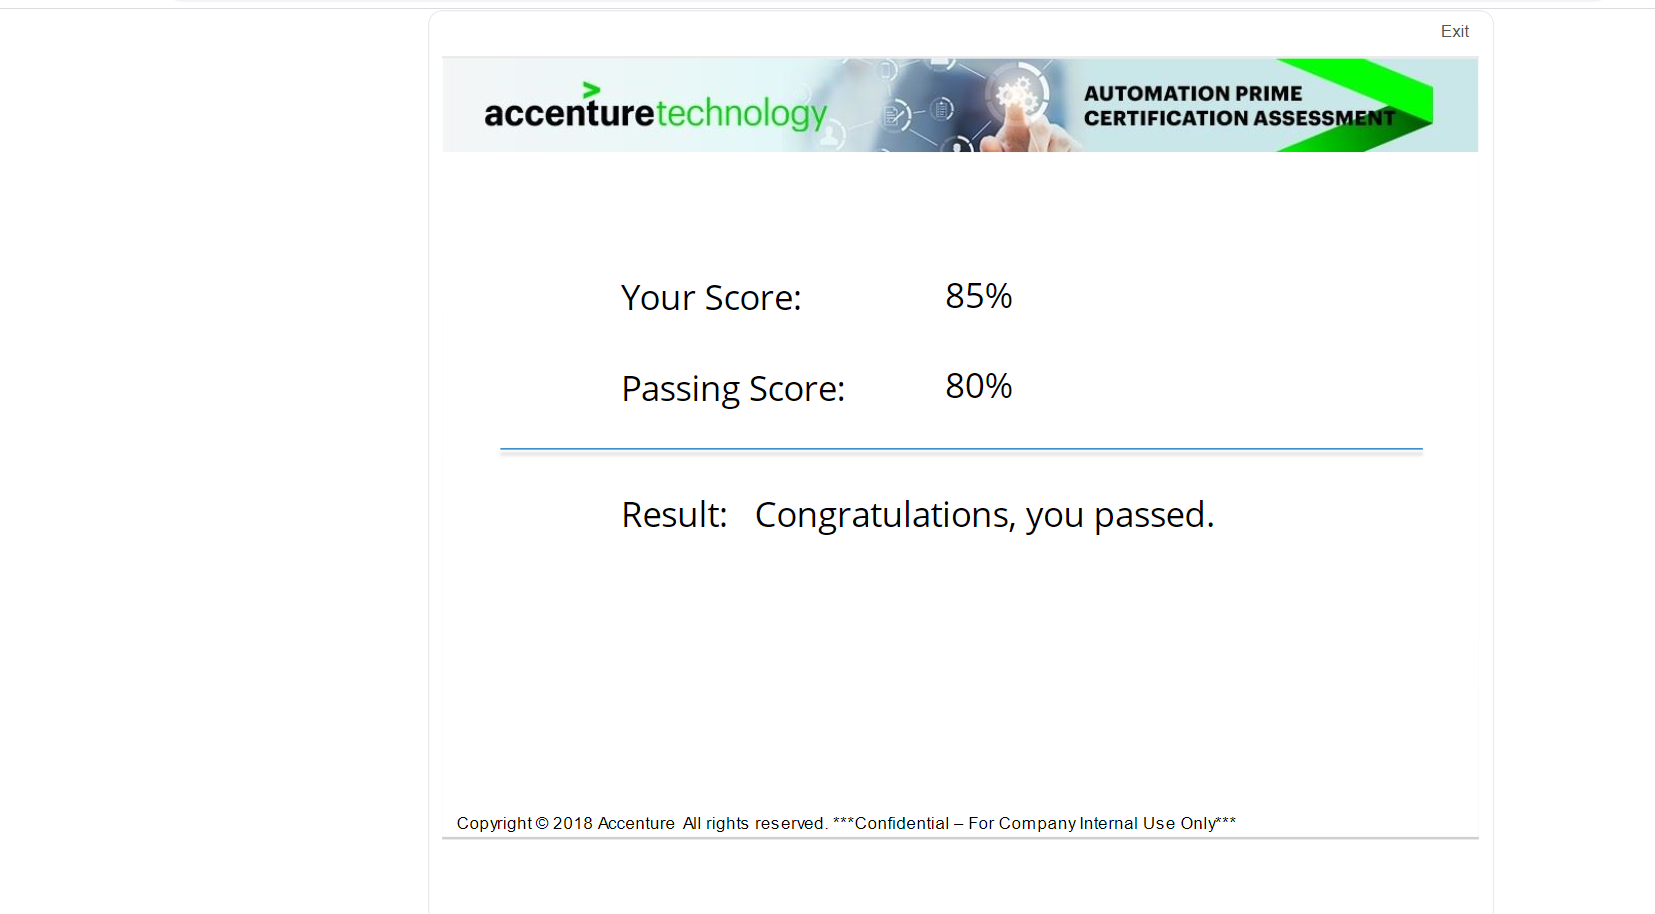 Exit
accenturetechnology
AUTOMATION PRIME
CERTIFICATION ASSESSMENT
Your Score: 85%
Passing Score: 80%
Result: Congratulations, you passed.
Copyright © 2018 Accenture All rights reserved. ***Confidential – For Company Internal Use Only***